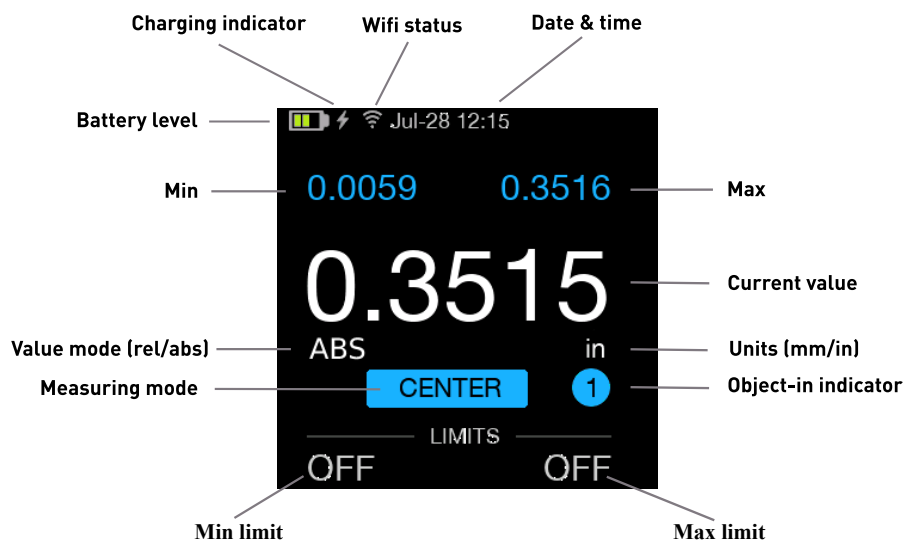 Charging indicator Wifi status Date & time
Battery level Jul-28 12:15
Min 0.0059 0.3516 Max
0.3515 Current value
Value mode (rel/abs) ABS in Units (mm/in)
Measuring mode CENTER 1 Object-in indicator
LIMITS
OFF OFF
Min limit Max limit